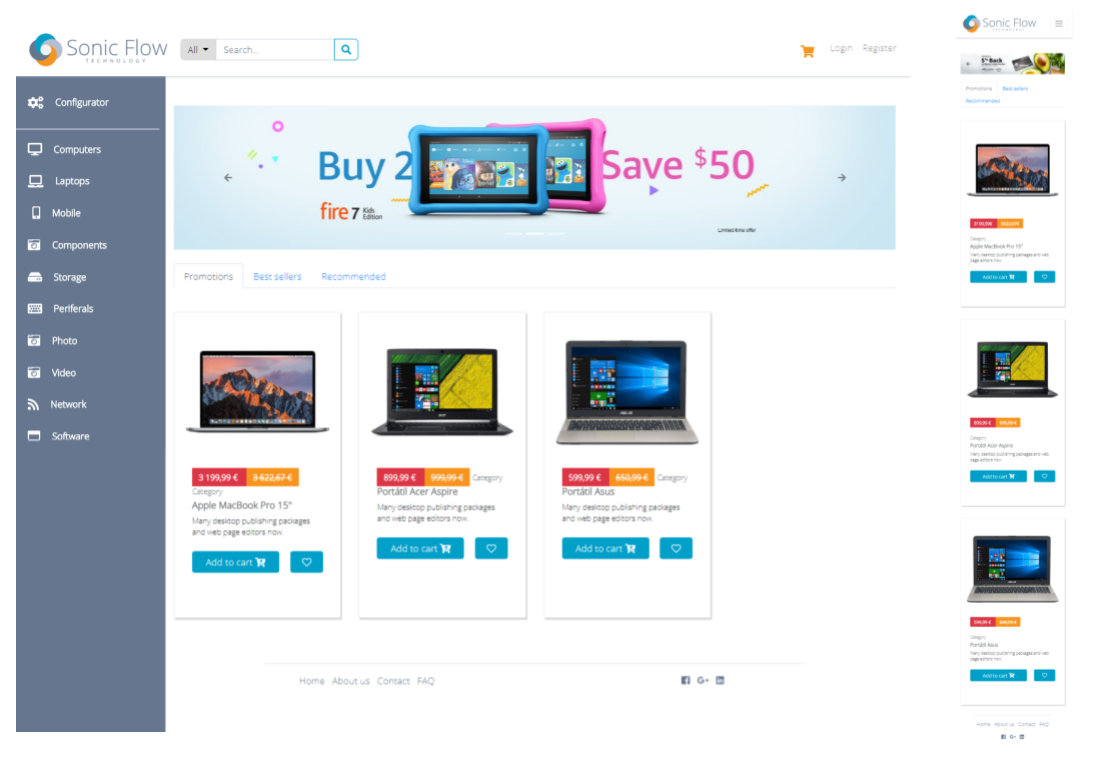 Sonic Flow
TECHNOLOGY
All
Search...
Login Register
Configurator
Computers
Laptops
Mobile
Components
Storage
Periferals
Photo
Video
Network
Software
Buy 2 Save $50
fire 7 Kids Edition
Limited time offer
Promotions Best sellers Recommended
3 199,99 € 3 622,67 €
Category
Apple MacBook Pro 15"
Many desktop publishing packages
and web page editors now.
Add to cart
899,99 € 999,99 € Category
Portátil Acer Aspire
Many desktop publishing packages
and web page editors now.
Add to cart
599,99 € 650,99 € Category
Portátil Asus
Many desktop publishing packages
and web page editors now.
Add to cart
Home About us Contact FAQ
Sonic Flow
TECHNOLOGY
5% Back
Promotions Best sellers
Recommended
3 199,99€ 3 622,67€
Category
Apple MacBook Pro 15"
Many desktop publishing packages and web
page editors now.
Add to cart
899,99 € 999,99 €
Category
Portátil Acer Aspire
Many desktop publishing packages and web
page editors now.
Add to cart
599,99 € 650,99 €
Category
Portátil Asus
Many desktop publishing packages and web
page editors now.
Add to cart
Home About us Contact FAQ